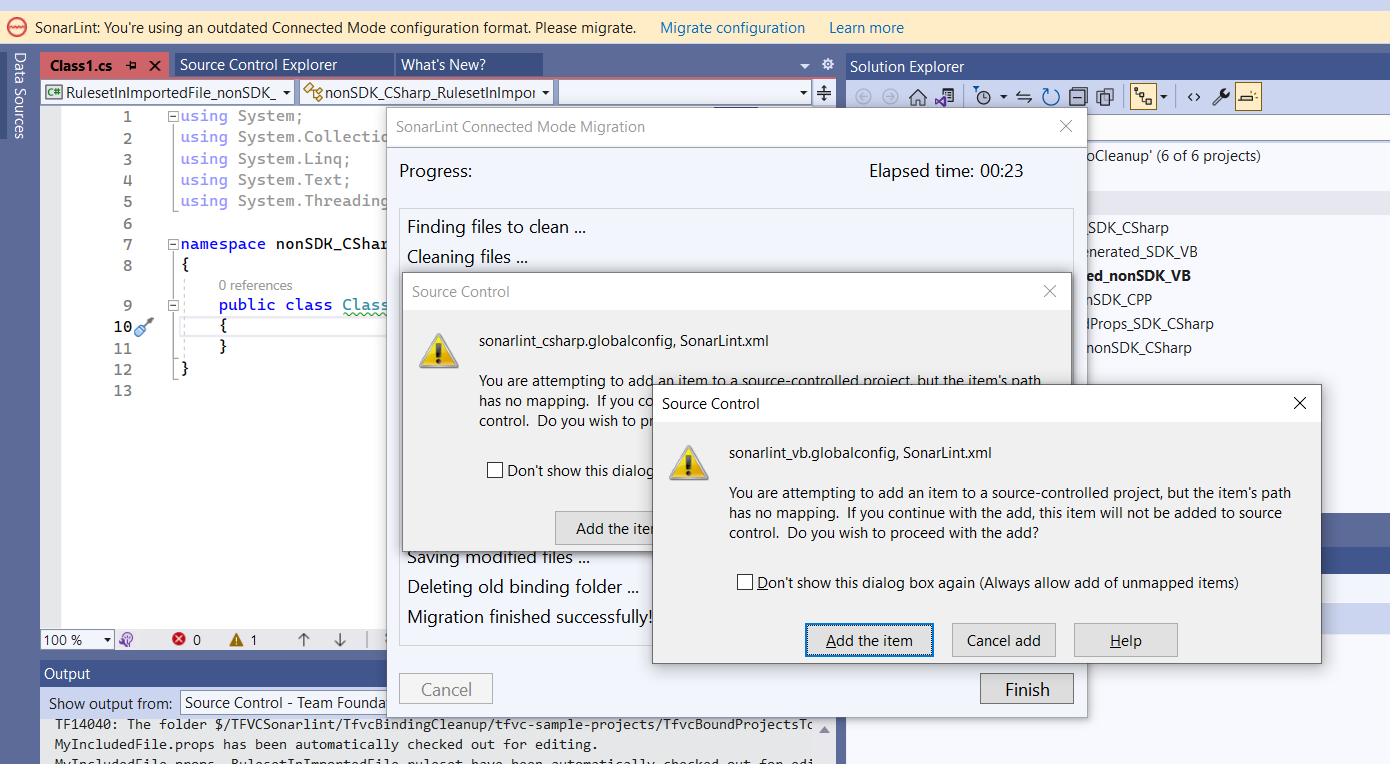 SonarLint: You're using an outdated Connected Mode configuration format. Please migrate. Migrate configuration Learn more
Data Sources
Class1.cs Source Control Explorer What's New?
Solution Explorer
C# RulesetInImportedFile_nonSDK_ nonSDK_CSharp_RulesetInImpor
1 using System;
2 using System.Collectio
3 using System.Linq;
4 using System.Text;
5 using System.Threading
6
7 namespace nonSDK_CShar
8 {
0 references
9 public class Class
10 {
11 }
12 }
13
SonarLint Connected Mode Migration
Progress: Elapsed time: 00:23
Finding files to clean ...
Cleaning files ...
Source Control
sonarlint_csharp.globalconfig, SonarLint.xml
You are attempting to add an item to a source-controlled project, but the item's path
has no mapping. If you co
control. Do you wish to p
Don't show this dialog
Add the ite
Source Control
sonarlint_vb.globalconfig, SonarLint.xml
You are attempting to add an item to a source-controlled project, but the item's path
has no mapping. If you continue with the add, this item will not be added to source
control. Do you wish to proceed with the add?
Don't show this dialog box again (Always allow add of unmapped items)
Add the item Cancel add Help
Saving modified files ...
Deleting old binding folder ...
Migration finished successfully!
Cancel Finish
oCleanup' (6 of 6 projects)
_SDK_CSharp
enerated_SDK_VB
ed_nonSDK_VB
nSDK_CPP
dProps_SDK_CSharp
nonSDK_CSharp
100 % 0 1
Output
Show output from: Source Control - Team Founda
TF14040: The folder $/TFVCSonarlint/TfvcBindingCleanup/tfvc-sample-projects/TfvcBoundProjectsTo
MyIncludedFile.props has been automatically checked out for editing.
MyIncludedFile.props, RulesetInImportedFile.ruleset have been automatically checked out for edi